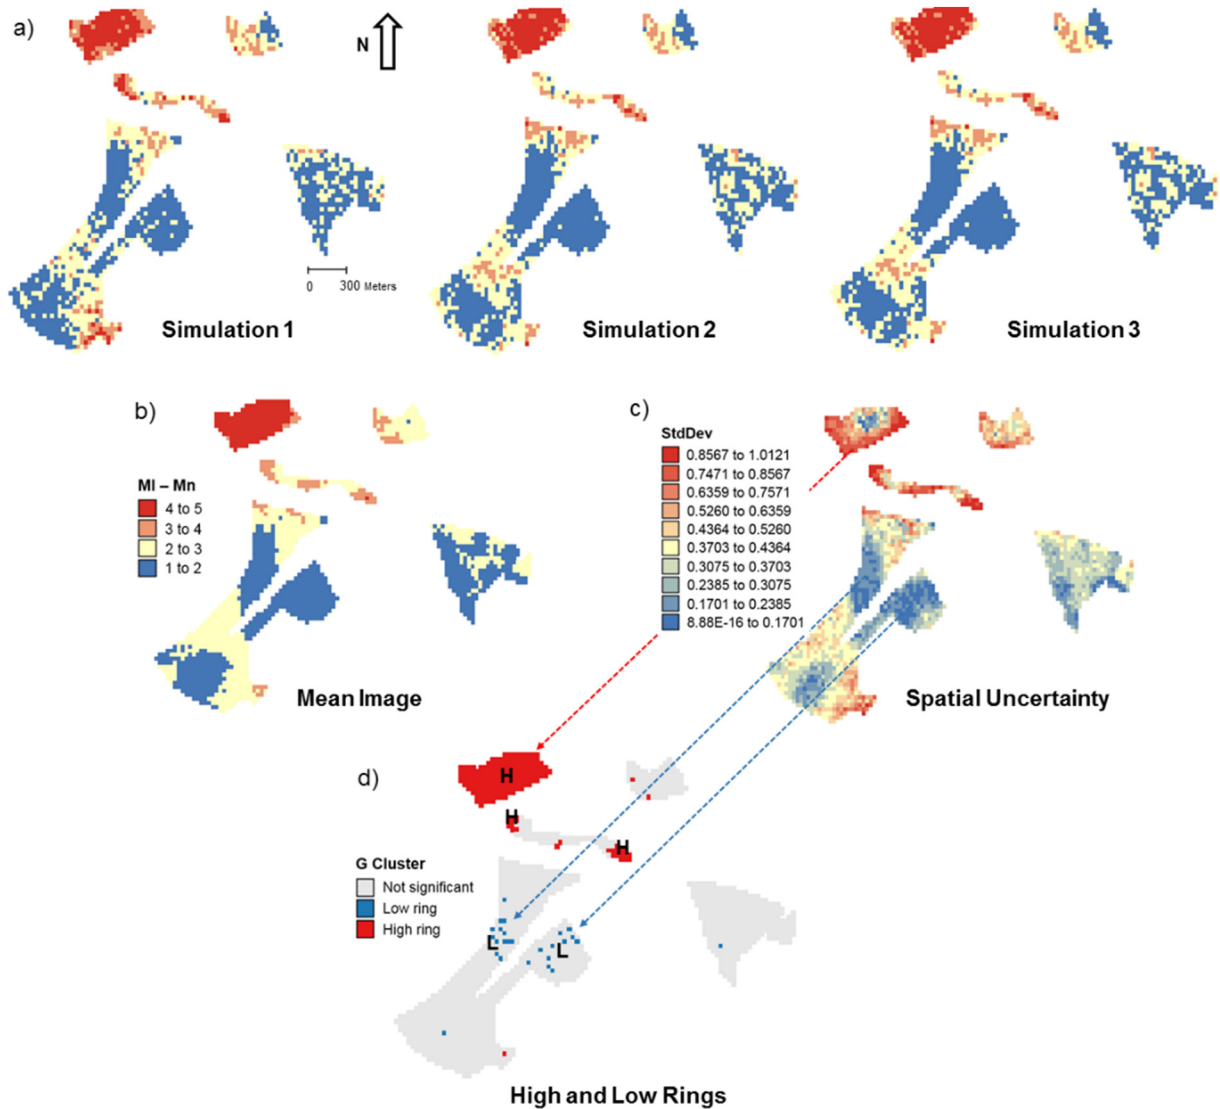 a)
N
0 300 Meters
Simulation 1
Simulation 2
Simulation 3
b)
MI – Mn
4 to 5
3 to 4
2 to 3
1 to 2
Mean Image
c)
StdDev
0.8567 to 1.0121
0.7471 to 0.8567
0.6359 to 0.7571
0.5260 to 0.6359
0.4364 to 0.5260
0.3703 to 0.4364
0.3075 to 0.3703
0.2385 to 0.3075
0.1701 to 0.2385
8.88E-16 to 0.1701
Spatial Uncertainty
d)
H
H
H
G Cluster
Not significant
Low ring
High ring
L
L
High and Low Rings